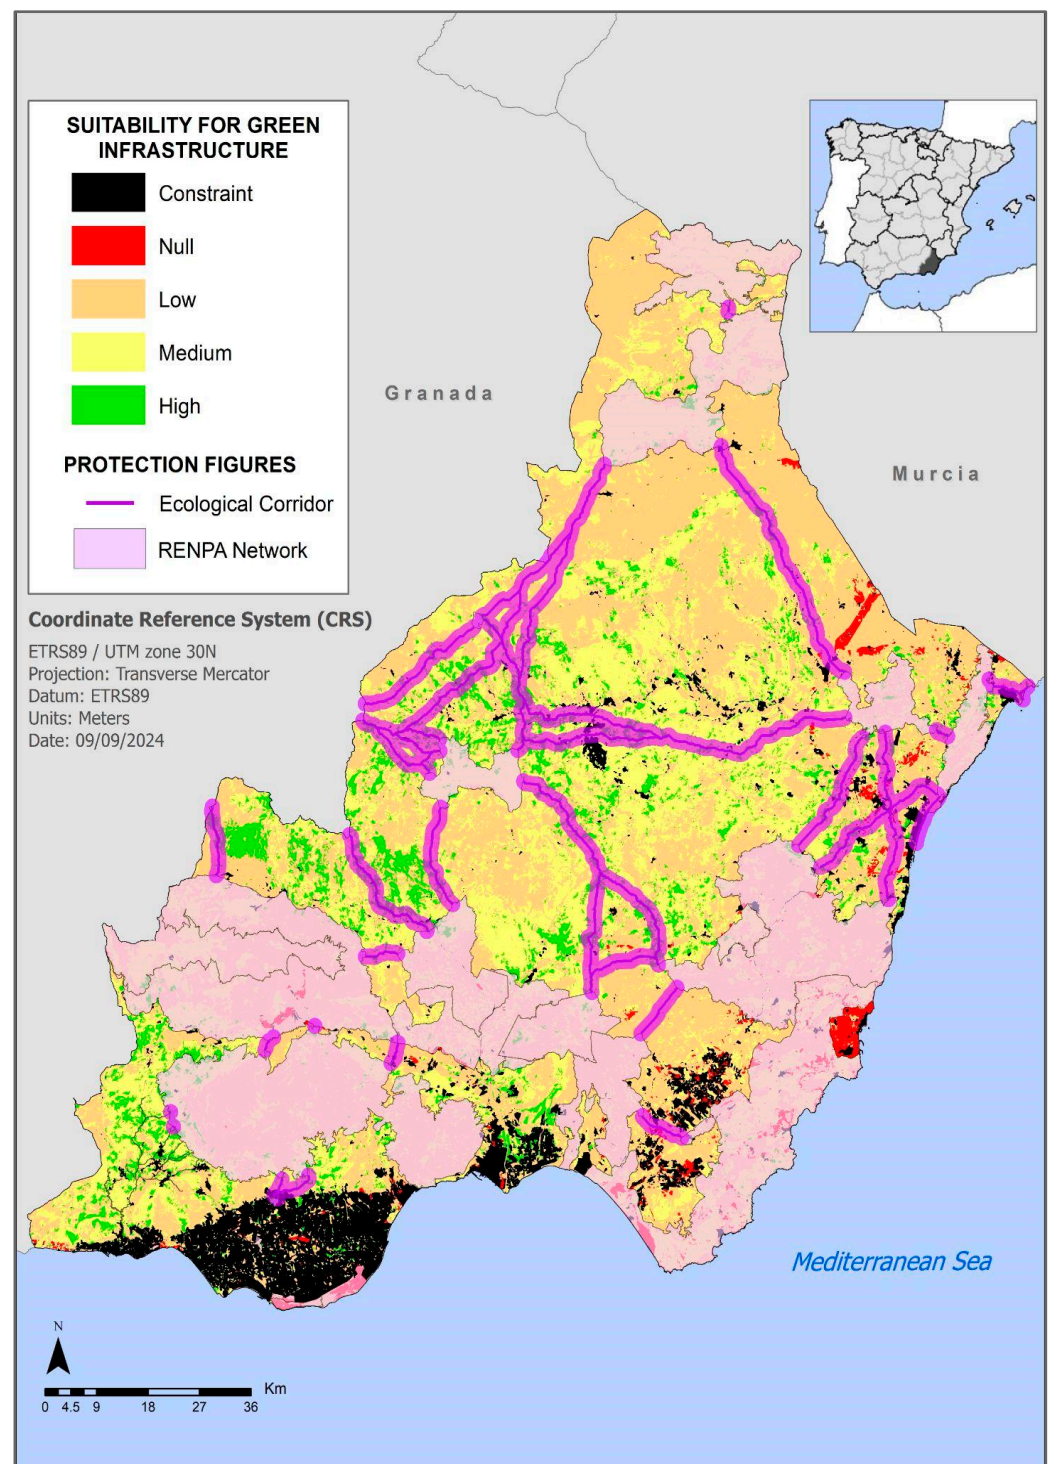 SUITABILITY FOR GREEN
INFRASTRUCTURE
Constraint
Null
Low
Medium
High
PROTECTION FIGURES
Ecological Corridor
RENPA Network
Coordinate Reference System (CRS)
ETRS89 / UTM zone 30N
Projection: Transverse Mercator
Datum: ETRS89
Units: Meters
Date: 09/09/2024
Granada
Murcia
Mediterranean Sea
N
Km
0 4.5 9 18 27 36